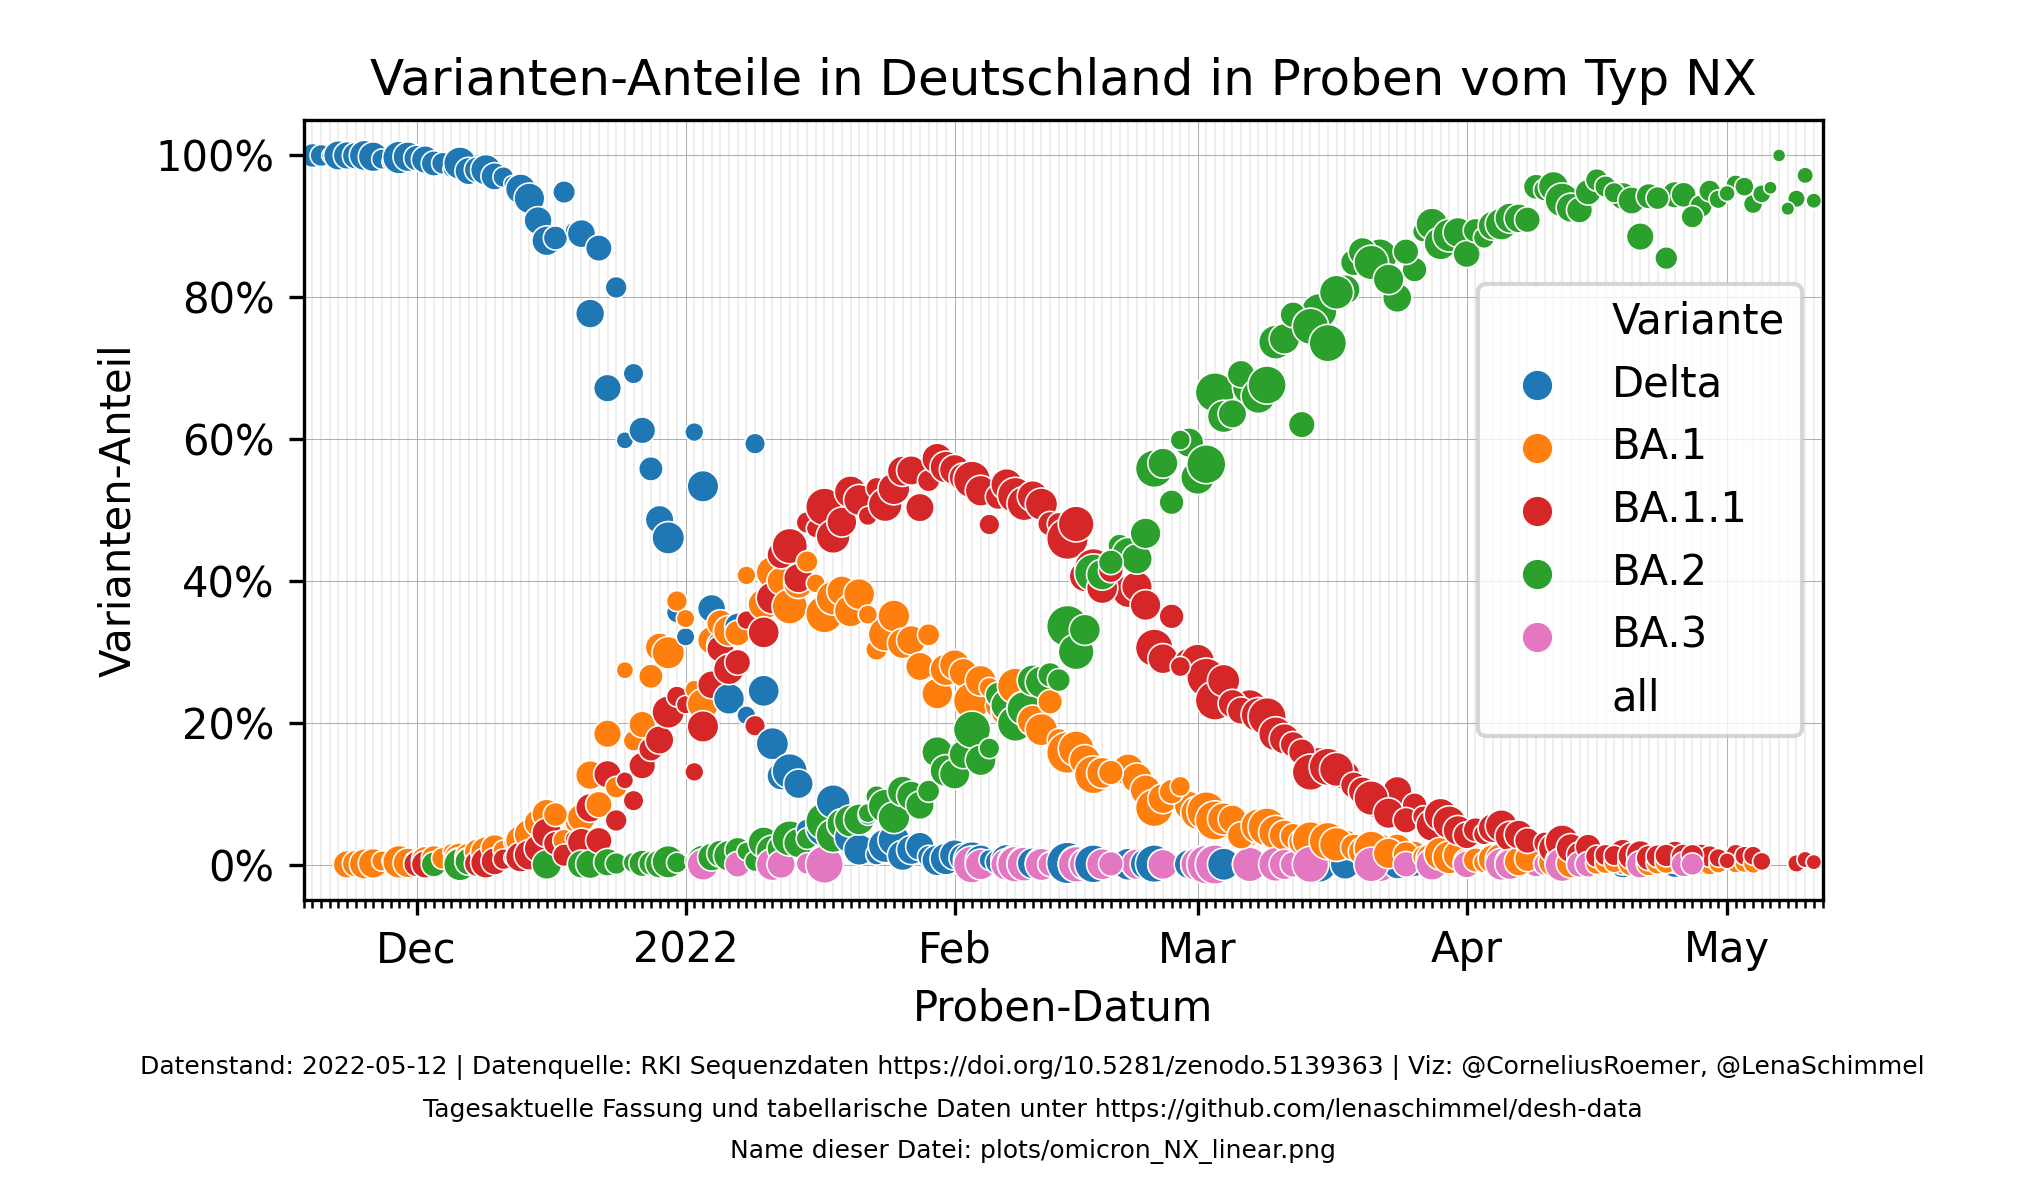 Varianten-Anteile in Deutschland in Proben vom Typ NX
100%
80%
60%
40%
20%
0%
Varianten-Anteil
Variante
Delta
BA.1
BA.1.1
BA.2
BA.3
all
Dec 2022 Feb Mar Apr May
Proben-Datum
Datenstand: 2022-05-12 | Datenquelle: RKI Sequenzdaten https://doi.org/10.5281/zenodo.5139363 | Viz: @CorneliusRoemer, @LenaSchimmel
Tagesaktuelle Fassung und tabellarische Daten unter https://github.com/lenaschimmel/desh-data
Name dieser Datei: plots/omicron_NX_linear.png